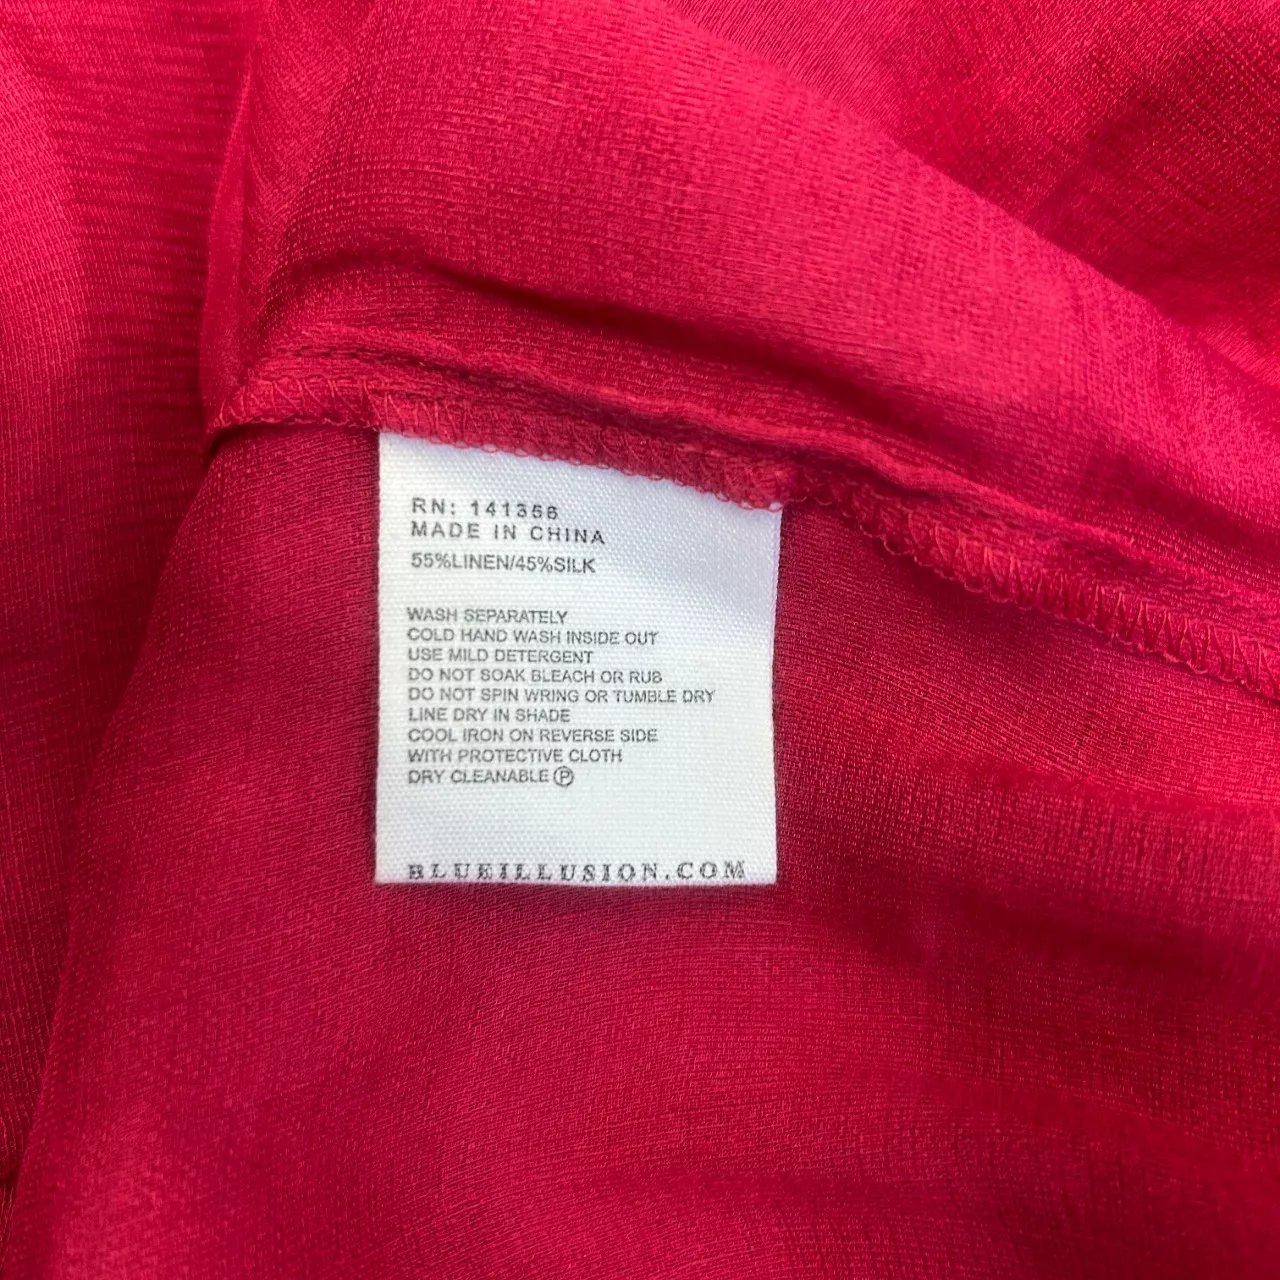 RN: 141366
MADE IN CHINA
55%LINEN/45%SILK
WASH SEPARATELY
COLD HAND WASH INSIDE OUT
USE MILD DETERGENT
DO NOT SOAK BLEACH OR RUB
DO NOT SPIN WRING OR TUMBLE DRY
LINE DRY IN SHADE
COOL IRON ON REVERSE SIDE
WITH PROTECTIVE CLOTH
DRY CLEANABLE Ⓟ
BLUEILLUSION.COM